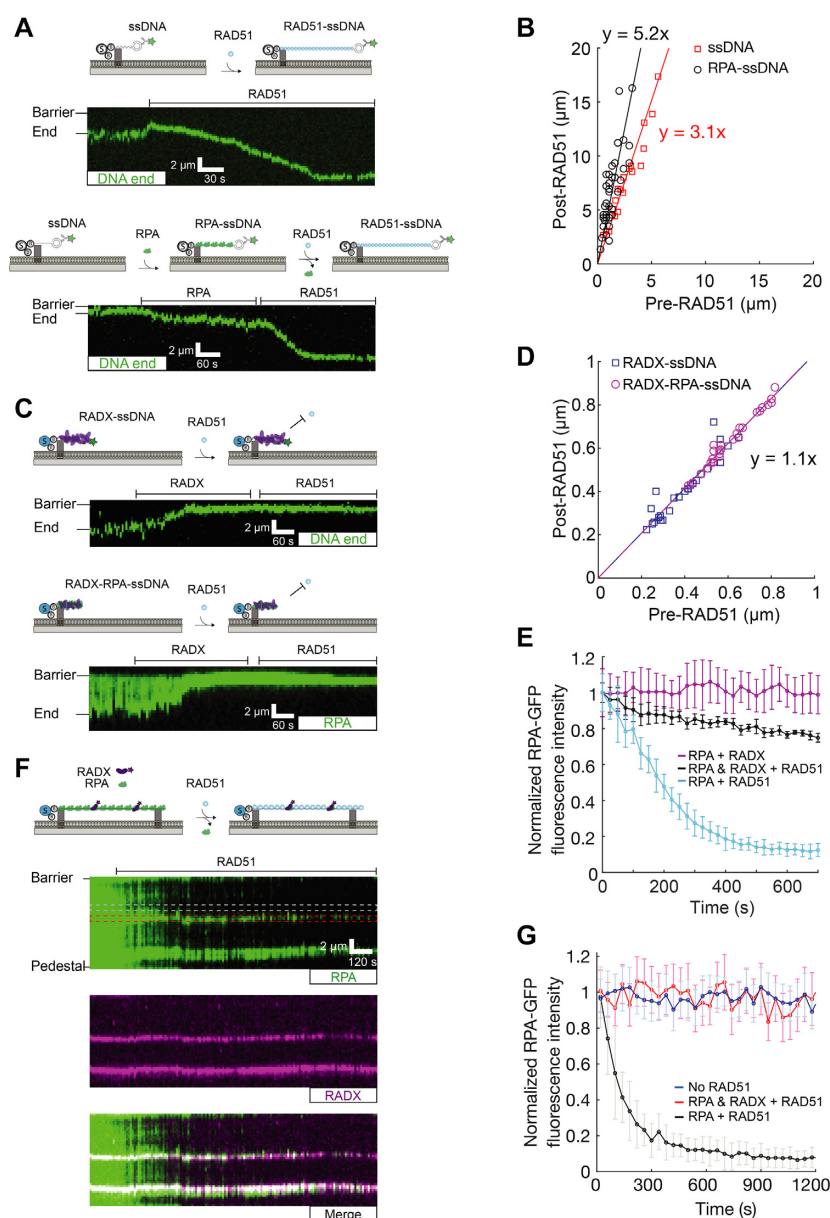 A
ssDNA
RAD51
RAD51-ssDNA
S
RAD51
Barrier
End
2 µm
30 s
DNA end
ssDNA
RPA
RPA-ssDNA
RAD51
RAD51-ssDNA
S
S
RPA
RAD51
Barrier
End
2 µm
60 s
DNA end
B
y = 5.2x
ssDNA
RPA-ssDNA
y = 3.1x
20
15
10
5
0
0 5 10 15 20
Post-RAD51 (µm)
Pre-RAD51 (µm)
C
RADX-ssDNA
RAD51
S
S
RADX
RAD51
Barrier
End
2 µm
60 s
DNA end
RADX-RPA-ssDNA
RAD51
S
S
RADX
RAD51
Barrier
End
2 µm
60 s
RPA
D
RADX-ssDNA
RADX-RPA-ssDNA
y = 1.1x
1
0.8
0.6
0.4
0.2
0
0 0.2 0.4 0.6 0.8 1
Post-RAD51 (µm)
Pre-RAD51 (µm)
E
1.2
1
0.8
0.6
0.4
0.2
0
RPA + RADX
RPA & RADX + RAD51
RPA + RAD51
0 200 400 600
Normalized RPA-GFP
fluorescence intensity
Time (s)
F
RADX
RPA
RAD51
S
S
RAD51
Barrier
Pedestal
2 µm
120 s
RPA
RADX
Merge
G
1.2
1
0.8
0.6
0.4
0.2
0
No RAD51
RPA & RADX + RAD51
RPA + RAD51
0 300 600 900 1200
Normalized RPA-GFP
fluorescence intensity
Time (s)